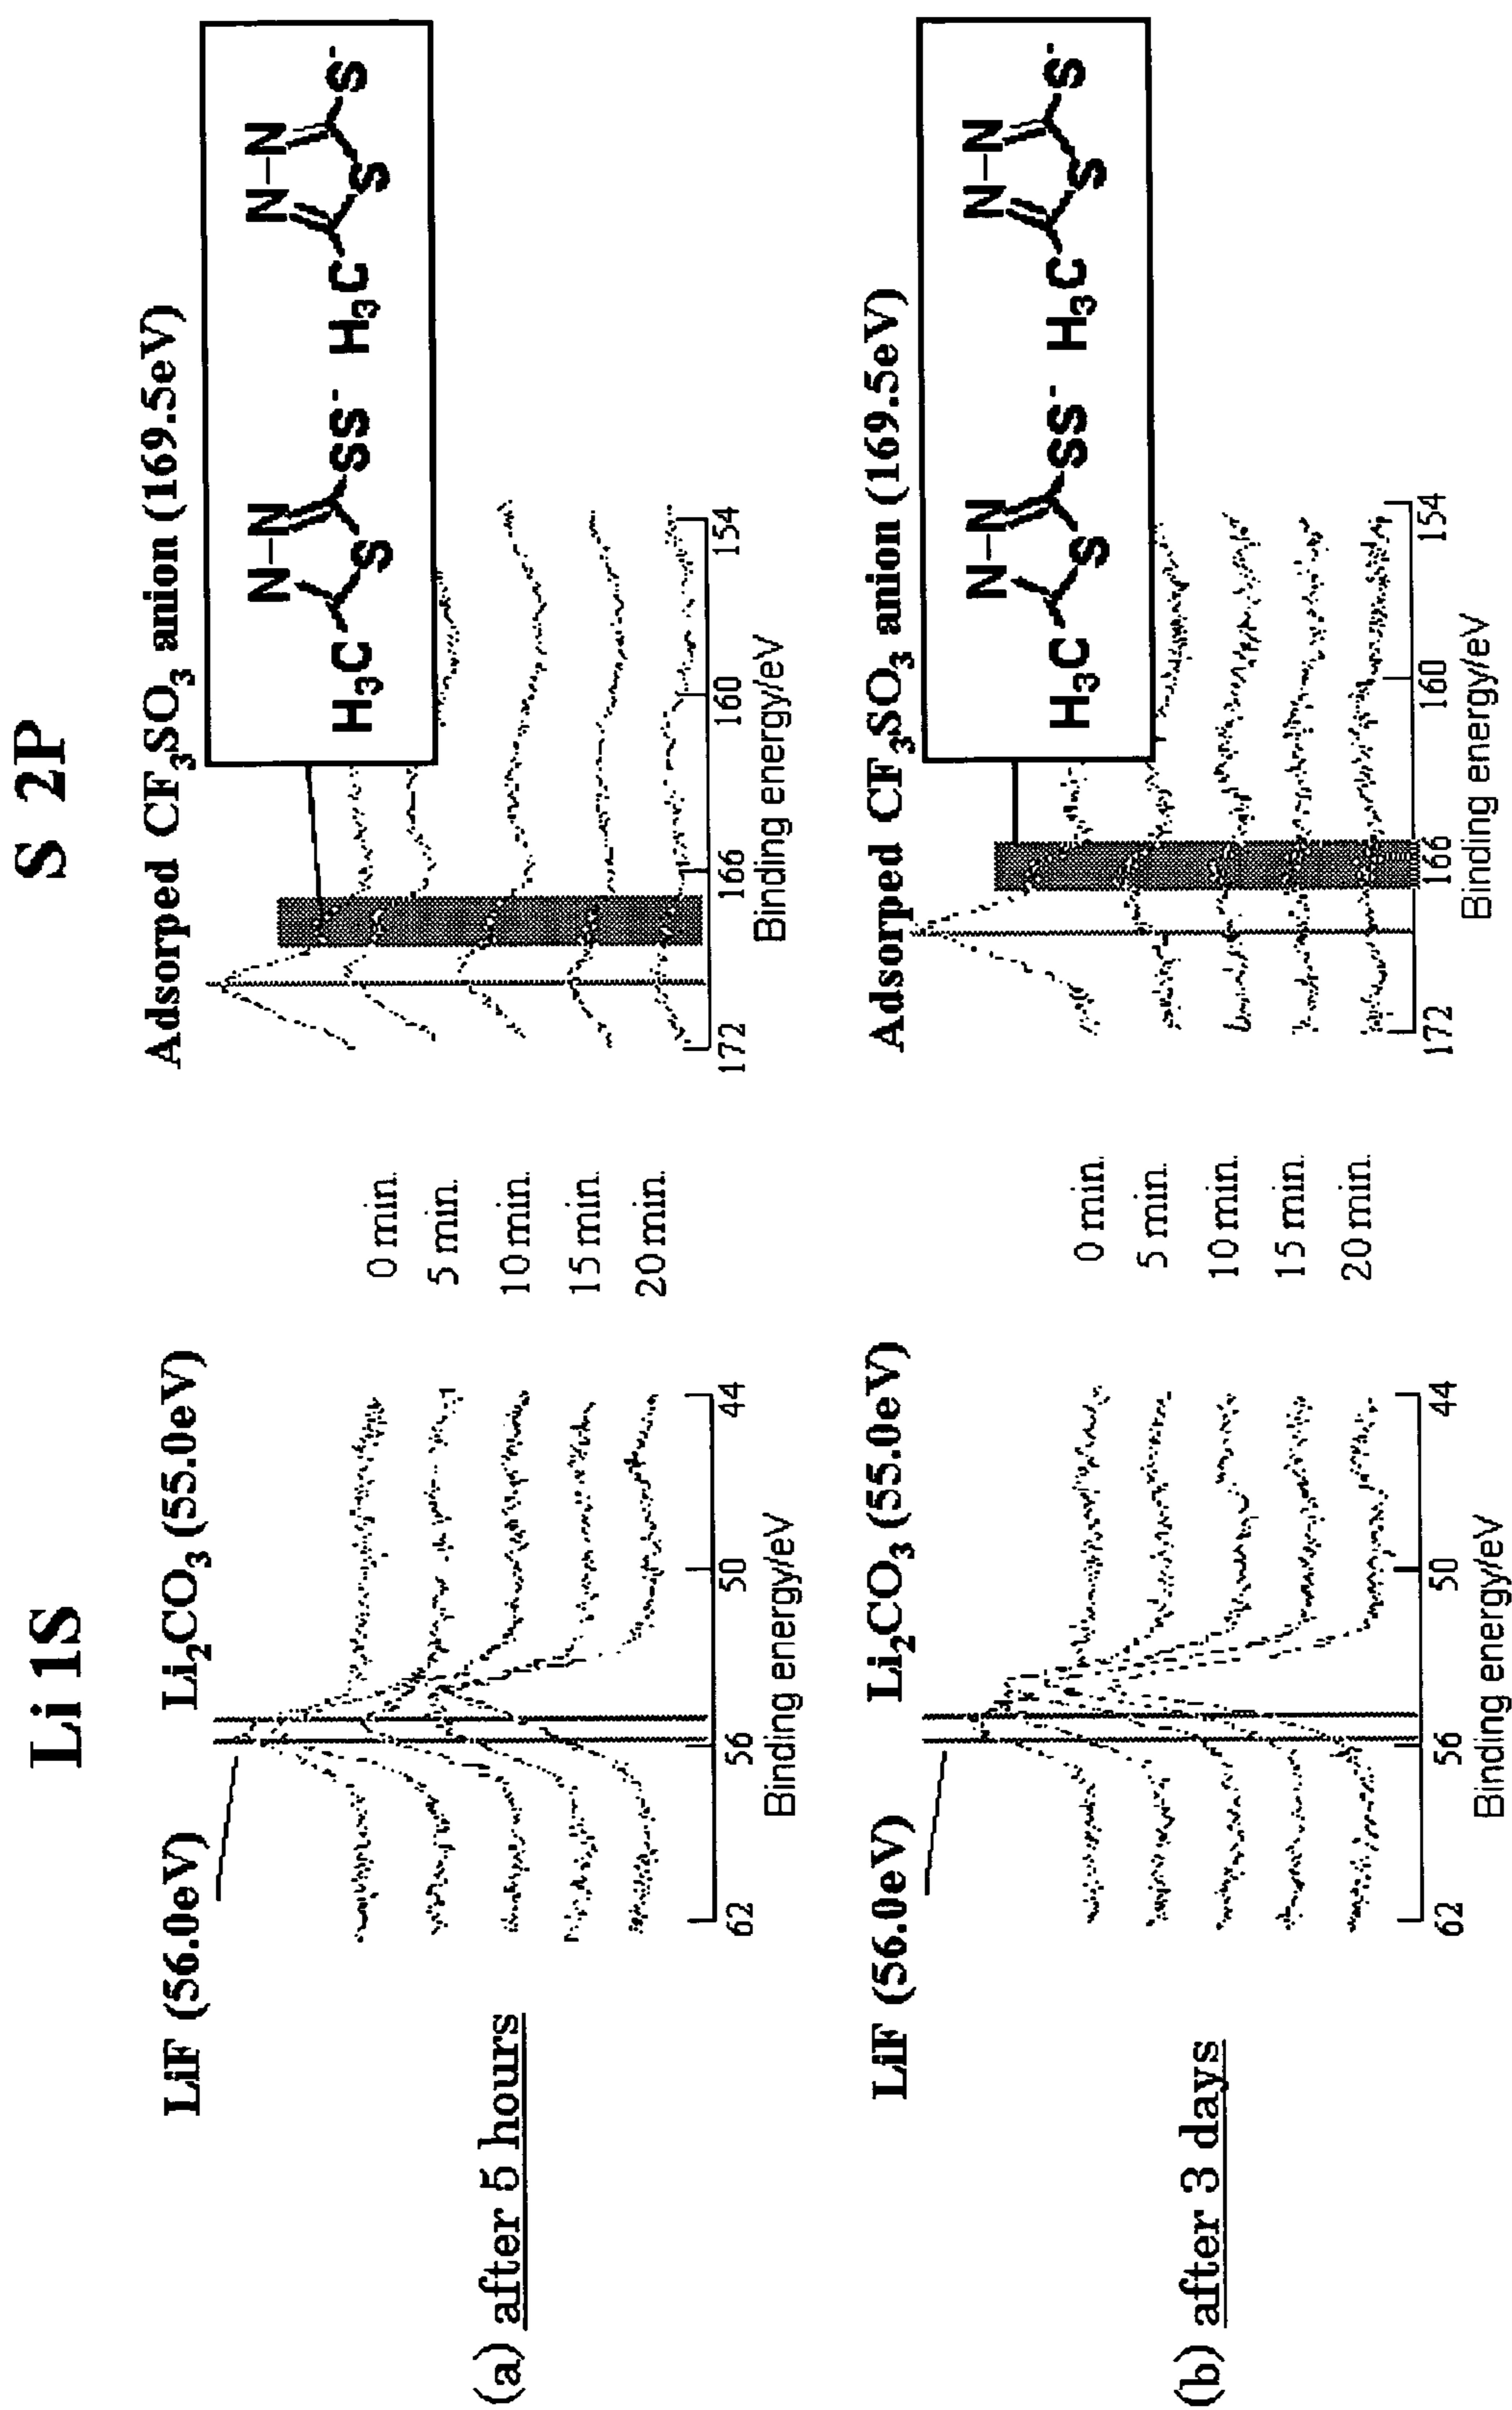 Li 1S
S 2P
LiF (56.0eV)
Li2CO3 (55.0eV)
Adsorped CF3SO3 anion (169.5eV)
N–N
H3C
S
SS-
N–N
H3C
S
S-
0 min.
5 min.
10 min.
15 min.
20 min.
(a) after 5 hours
62
56
50
44
Binding energy/eV
172
166
160
154
Binding energy/eV
LiF (56.0eV)
Li2CO3 (55.0eV)
Adsorped CF3SO3 anion (169.5eV)
N–N
H3C
S
SS-
N–N
H3C
S
S-
0 min.
5 min.
10 min.
15 min.
20 min.
(b) after 3 days
62
56
50
44
Binding energy/eV
172
166
160
154
Binding energy/eV